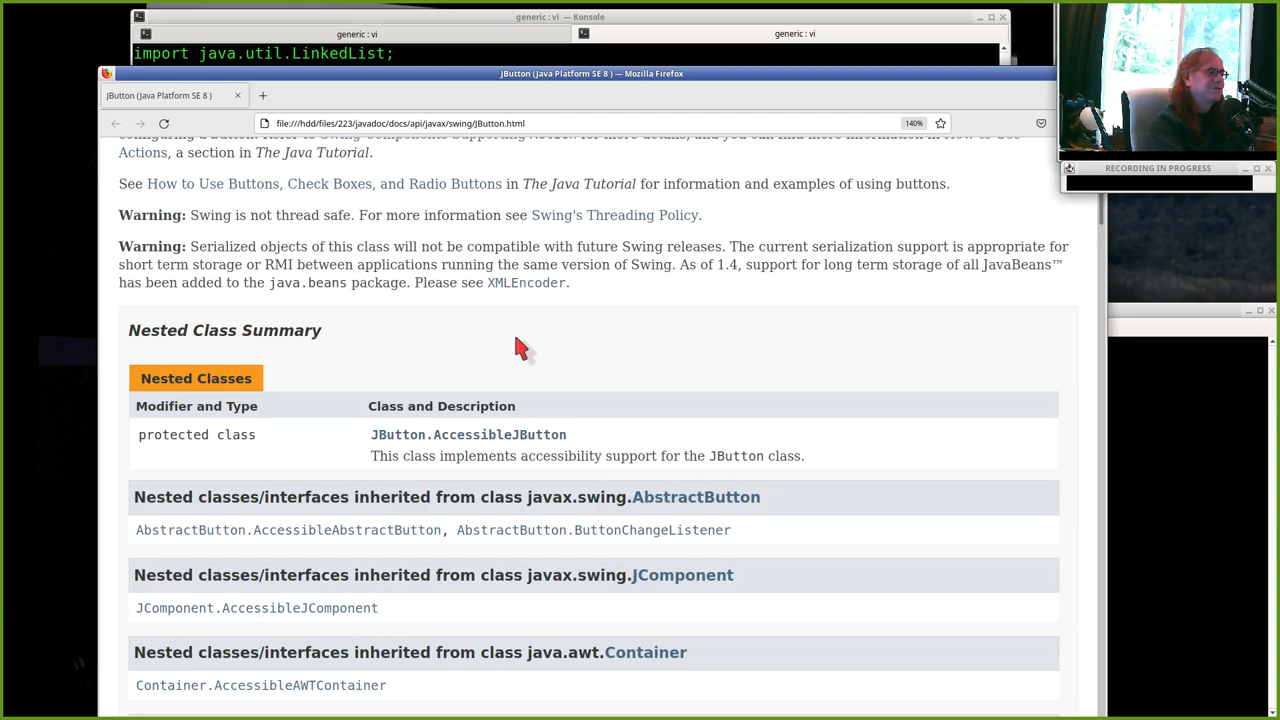 generic : vi — Konsole
generic : vi
generic : vi
import java.util.LinkedList;
JButton (Java Platform SE 8 ) — Mozilla Firefox
JButton (Java Platform SE 8 )
file:///hdd/files/223/javadoc/docs/api/javax/swing/JButton.html
140%
RECORDING IN PROGRESS
Actions, a section in The Java Tutorial.
See How to Use Buttons, Check Boxes, and Radio Buttons in The Java Tutorial for information and examples of using buttons.
Warning: Swing is not thread safe. For more information see Swing's Threading Policy.
Warning: Serialized objects of this class will not be compatible with future Swing releases. The current serialization support is appropriate for
short term storage or RMI between applications running the same version of Swing. As of 1.4, support for long term storage of all JavaBeans™
has been added to the java.beans package. Please see XMLEncoder.
Nested Class Summary
Nested Classes
Modifier and Type Class and Description
protected class JButton.AccessibleJButton
This class implements accessibility support for the JButton class.
Nested classes/interfaces inherited from class javax.swing.AbstractButton
AbstractButton.AccessibleAbstractButton, AbstractButton.ButtonChangeListener
Nested classes/interfaces inherited from class javax.swing.JComponent
JComponent.AccessibleJComponent
Nested classes/interfaces inherited from class java.awt.Container
Container.AccessibleAWTContainer